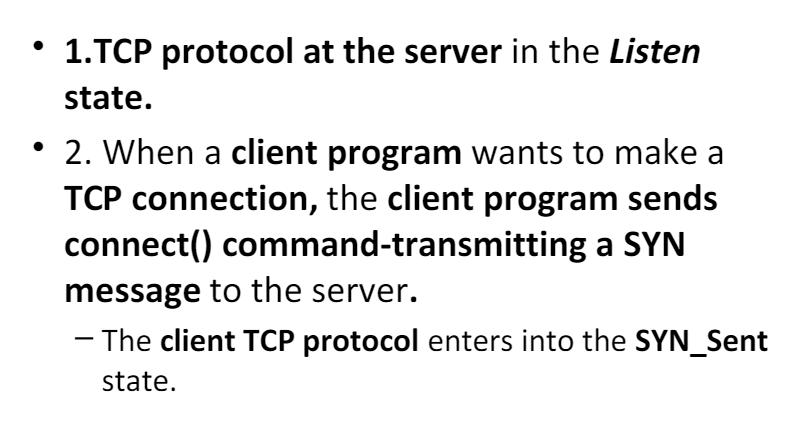 • 1.TCP protocol at the server in the Listen
state.
• 2. When a client program wants to make a
TCP connection, the client program sends
connect() command-transmitting a SYN
message to the server.
– The client TCP protocol enters into the SYN_Sent
state.